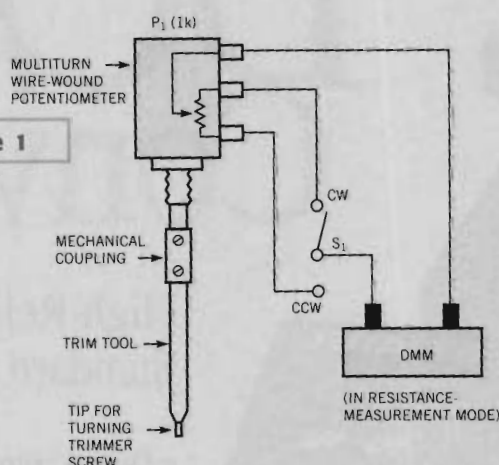 P1 (1k)
MULTITURN
WIRE-WOUND
POTENTIOMETER
e 1
MECHANICAL
COUPLING
CW
S1
CCW
TRIM TOOL
DMM
(IN RESISTANCE-
MEASUREMENT MODE)
TIP FOR
TURNING
TRIMMER
SCREW